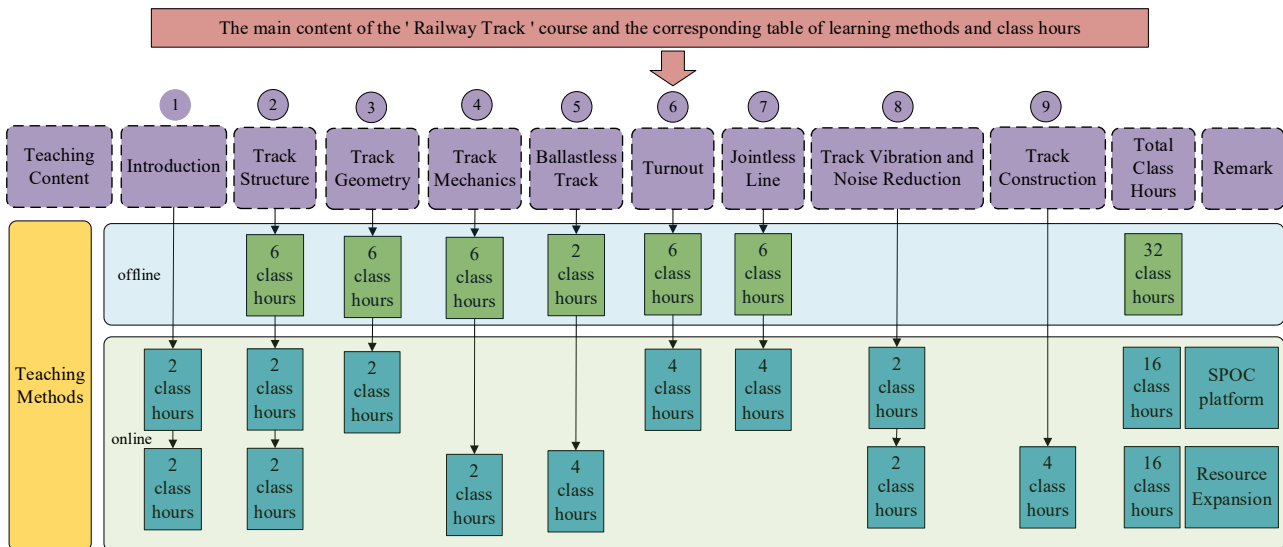 The main content of the ' Railway Track ' course and the corresponding table of learning methods and class hours
1
2
3
4
5
6
7
8
9
Teaching
Content
Introduction
Track
Structure
Track
Geometry
Track
Mechanics
Ballastless
Track
Turnout
Jointless
Line
Track Vibration and
Noise Reduction
Track
Construction
Total
Class
Hours
Remark
Teaching
Methods
offline
6
class
hours
6
class
hours
6
class
hours
2
class
hours
6
class
hours
6
class
hours
32
class
hours
online
2
class
hours
2
class
hours
2
class
hours
4
class
hours
4
class
hours
2
class
hours
16
class
hours
SPOC
platform
2
class
hours
2
class
hours
2
class
hours
4
class
hours
2
class
hours
4
class
hours
16
class
hours
Resource
Expansion